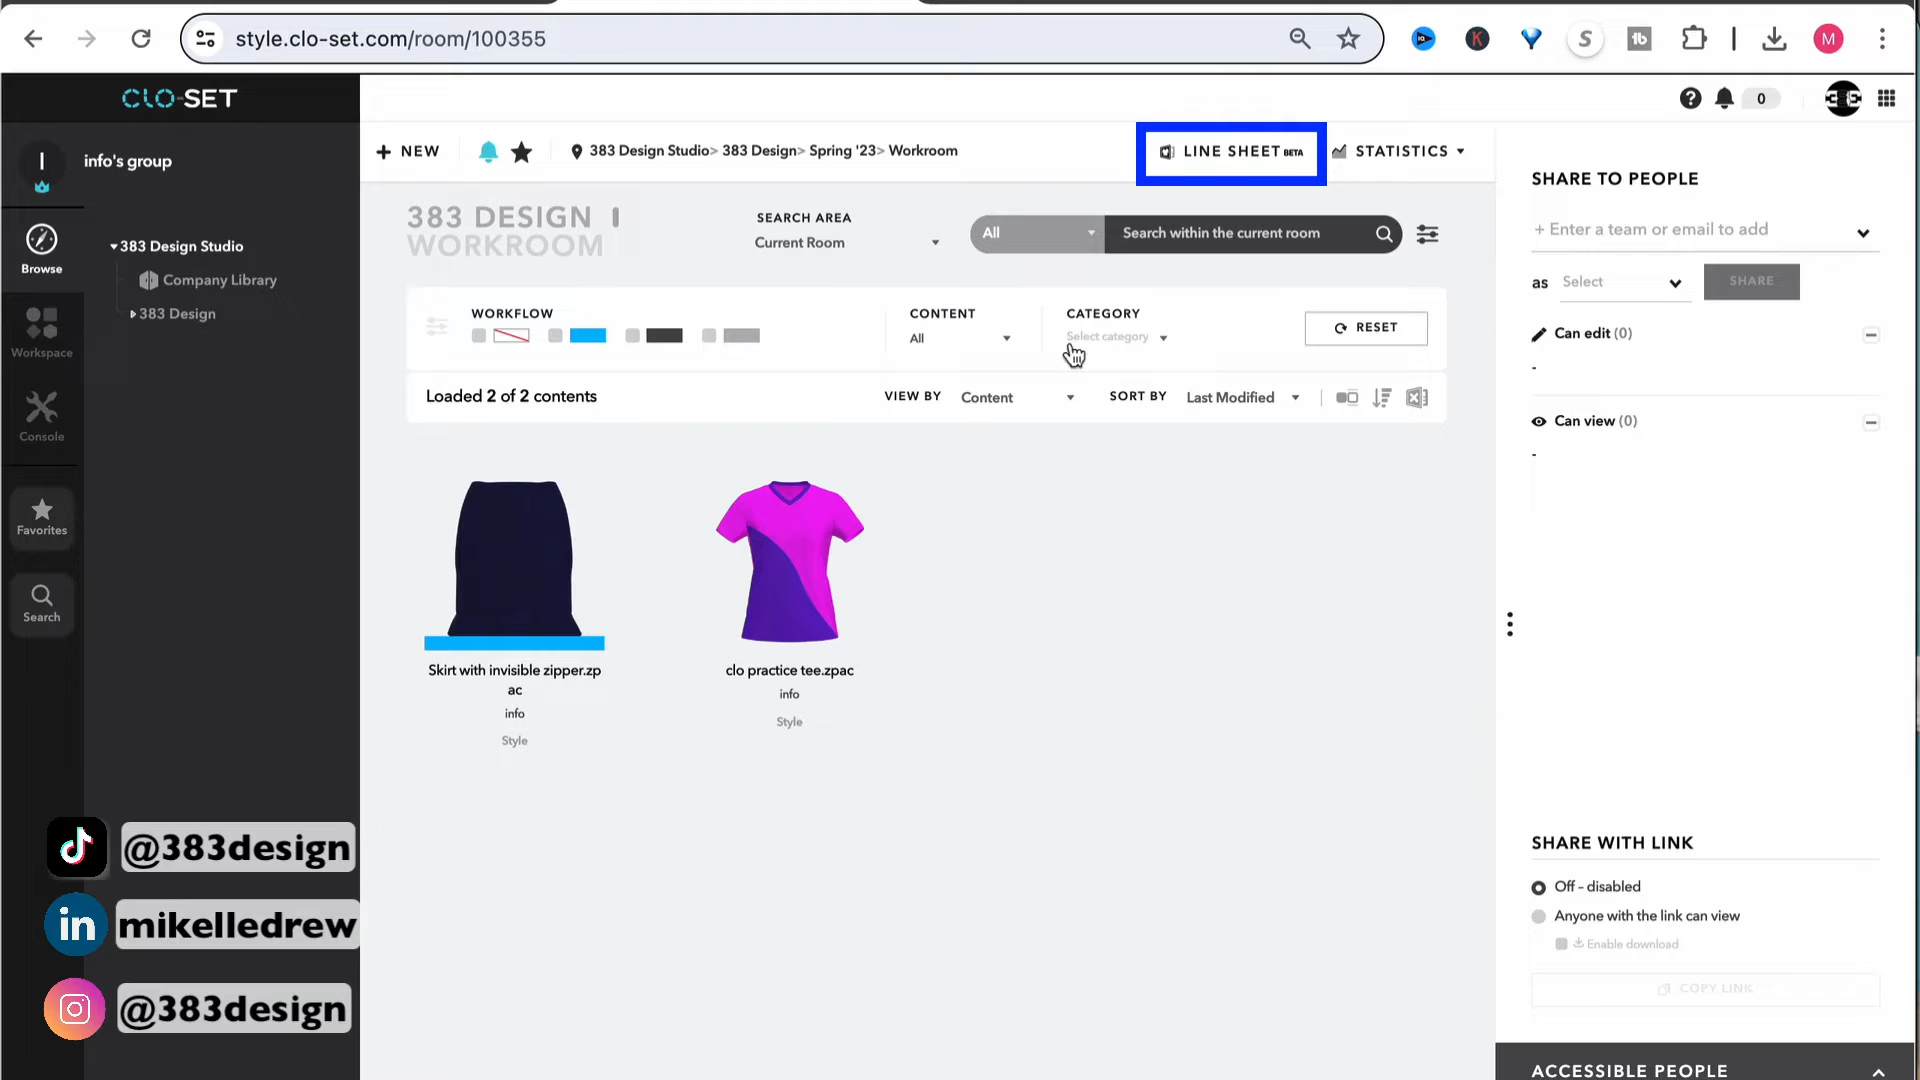 style.clo-set.com/room/100355
M
CLO-SET
0
info's group
+ NEW
383 Design Studio> 383 Design> Spring '23> Workroom
LINE SHEET BETA
STATISTICS
SHARE TO PEOPLE
+ Enter a team or email to add
as
Select
SHARE
Can edit (0)
-
Can view (0)
-
Browse
Workspace
Console
Favorites
Search
383 Design Studio
Company Library
383 Design
383 DESIGN
WORKROOM
SEARCH AREA
Current Room
All
Search within the current room
WORKFLOW
CONTENT
All
CATEGORY
Select category
RESET
Loaded 2 of 2 contents
VIEW BY
Content
SORT BY
Last Modified
Skirt with invisible zipper.zp
ac
info
Style
clo practice tee.zpac
info
Style
@383design
in
mikelledrew
@383design
SHARE WITH LINK
Off - disabled
Anyone with the link can view
Enable download
COPY LINK
ACCESSIBLE PEOPLE